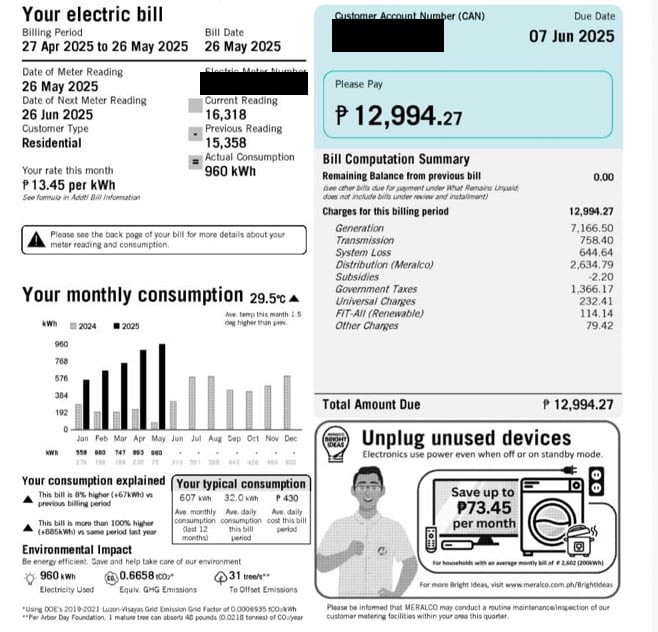 Your electric bill
Billing Period
27 Apr 2025 to 26 May 2025
Bill Date
26 May 2025
Date of Meter Reading
26 May 2025
Date of Next Meter Reading
26 Jun 2025
Customer Type
Residential
Your rate this month
₱ 13.45 per kWh
See formula in Addtl Bill Information
Electric Meter Number
Current Reading
16,318
- Previous Reading
15,358
= Actual Consumption
960 kWh
Please see the back page of your bill for more details about your
meter reading and consumption.
Customer Account Number (CAN)
Due Date
07 Jun 2025
Please Pay
₱ 12,994.27
Bill Computation Summary
Remaining Balance from previous bill 0.00
(see other bills due for payment under What Remains Unpaid;
does not include bills under review and installment)
Charges for this billing period 12,994.27
Generation 7,166.50
Transmission 758.40
System Loss 644.64
Distribution (Meralco) 2,634.79
Subsidies -2.20
Government Taxes 1,366.17
Universal Charges 232.41
FiT-All (Renewable) 114.14
Other Charges 79.42
Total Amount Due ₱ 12,994.27
Your monthly consumption 29.5°C ▲
Ave. temp this month 1.5
deg higher than prev.
kWh 2024 2025
960
768
576
384
192
0
Jan Feb Mar Apr May Jun Jul Aug Sep Oct Nov Dec
kWh 747 893 960
Your consumption explained
▲ This bill is 8% higher (+67kWh) vs
previous billing period
▲ This bill is more than 100% higher
(+885kWh) vs same period last year
Your typical consumption
607 kWh 32.0 kWh ₱ 430
Ave. monthly
consumption
(last 12
months)
Ave. daily
consumption
this bill
period
Ave. daily
cost this bill
period
Environmental Impact
Be energy efficient. Save and help take care of our environment
960 kWh
Electricity Used
0.6658 tCO2*
Equiv. GHG Emissions
31 tree/s**
To Offset Emissions
*Using DOE's 2019-2021 Luzon-Visayas Grid Emission Grid Factor of 0.0006935 tCO2/kWh
**Per Arbor Day Foundation, 1 mature tree can absorb 48 pounds (0.0218 tonnes) of CO2/year
MERALCO
BRIGHT
IDEAS
Unplug unused devices
Electronics use power even when off or on standby mode.
Save up to
₱73.45
per month
For households with an average montly bill of ₱ 2,602 (200kWh)
For more Bright Ideas, visit www.meralco.com.ph/BrightIdeas
Please be informed that MERALCO may conduct a routine maintenance/inspection of our
customer metering facilities within your area this quarter.